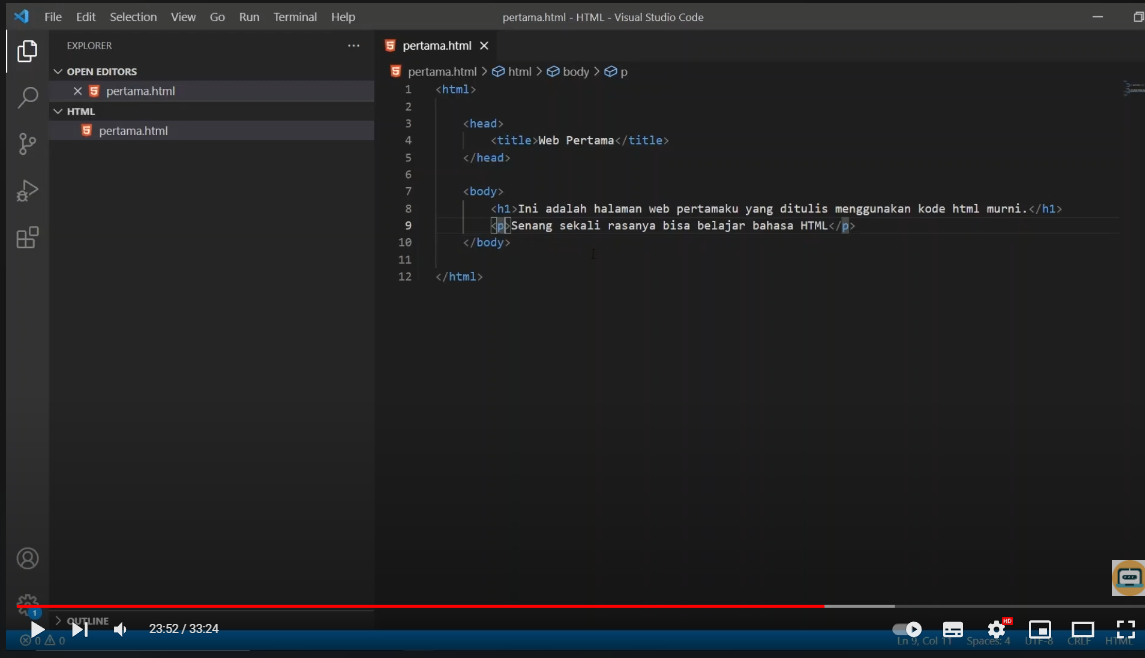 File Edit Selection View Go Run Terminal Help
pertama.html - HTML - Visual Studio Code
EXPLORER
OPEN EDITORS
pertama.html
HTML
pertama.html
pertama.html
pertama.html > html > body > p
1 <html>
2
3 <head>
4 <title>Web Pertama</title>
5 </head>
6
7 <body>
8 <h1>Ini adalah halaman web pertamaku yang ditulis menggunakan kode html murni.</h1>
9 <p>Senang sekali rasanya bisa belajar bahasa HTML</p>
10 </body>
11
12 </html>
1
OUTLINE
23:52 / 33:24
HD
0 0
Ln 9, Col 11 Spaces: 4 UTF-8 CRLF HTML